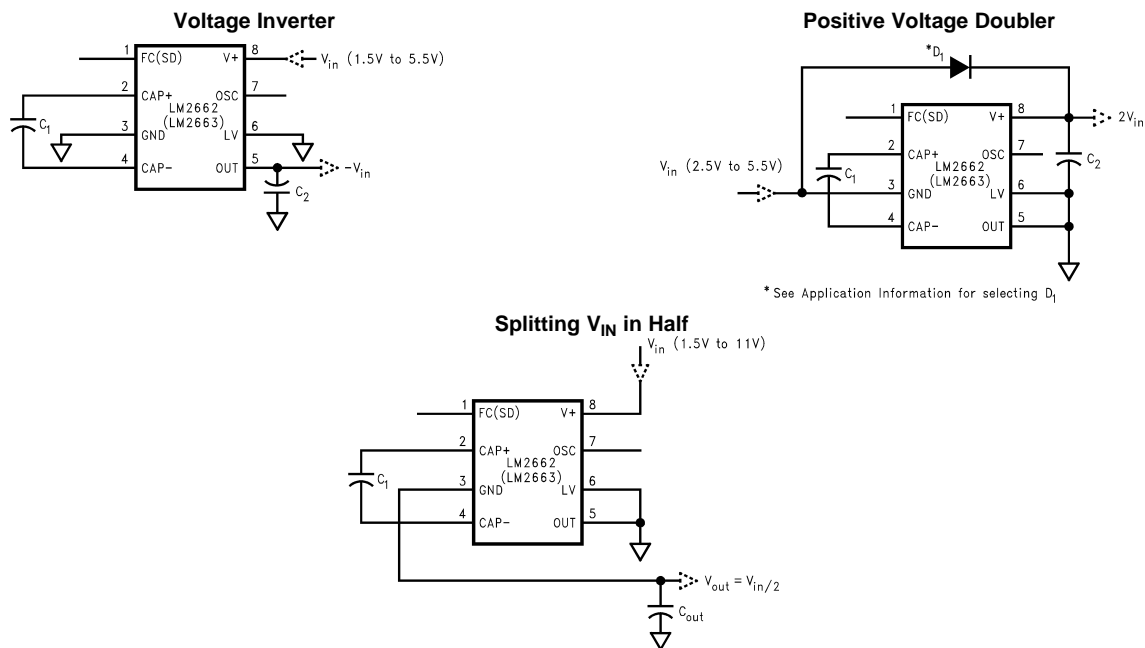 Voltage Inverter
1 FC(SD) V+ 8 Vin (1.5V to 5.5V)
2 CAP+ OSC 7
LM2662
(LM2663)
C1
3 GND LV 6
4 CAP- OUT 5 -Vin
C2
Positive Voltage Doubler
*D1
1 FC(SD) V+ 8 2Vin
2 CAP+ OSC 7
LM2662
(LM2663)
C1
C2
Vin (2.5V to 5.5V)
3 GND LV 6
4 CAP- OUT 5
* See Application Information for selecting D1
Splitting VIN in Half
Vin (1.5V to 11V)
1 FC(SD) V+ 8
2 CAP+ OSC 7
LM2662
(LM2663)
C1
3 GND LV 6
4 CAP- OUT 5
Vout = Vin/2
Cout